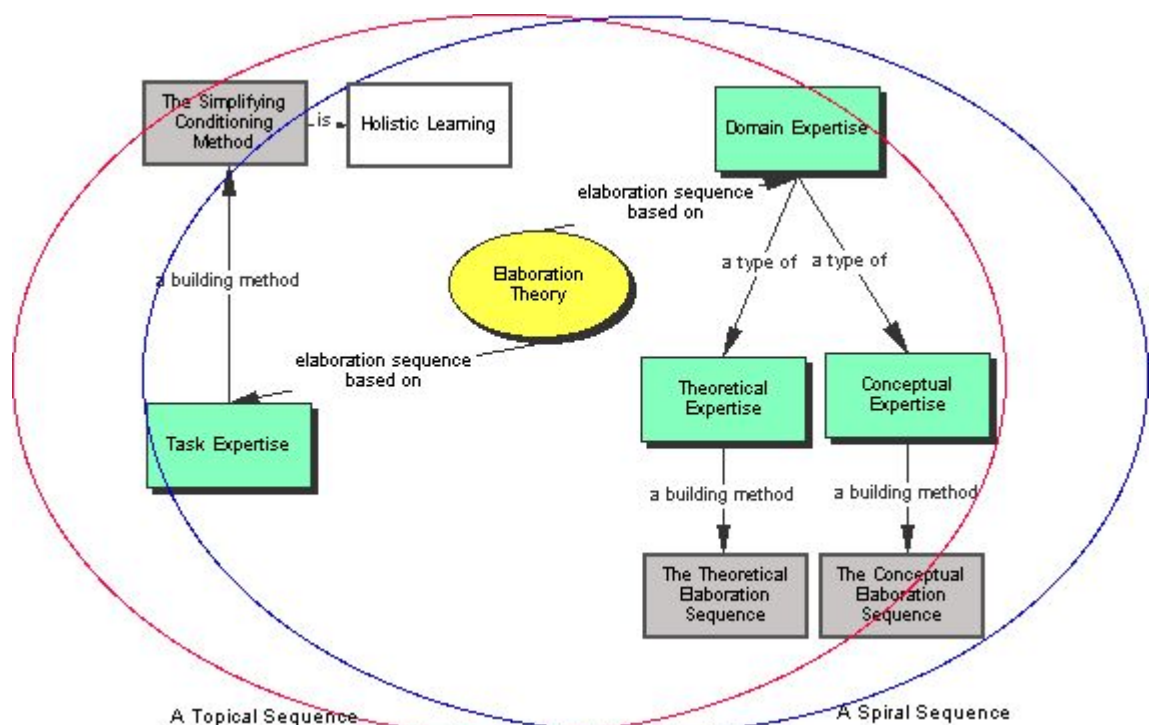 The Simplifying
Conditioning
Method
is
Holistic Learning
Domain Expertise
elaboration sequence
based on
Elaboration
Theory
a type of
a type of
a building method
elaboration sequence
based on
Task Expertise
Theoretical
Expertise
Conceptual
Expertise
a building method
a building method
The Theoretical
Elaboration
Sequence
The Conceptual
Elaboration
Sequence
A Topical Sequence
A Spiral Sequence